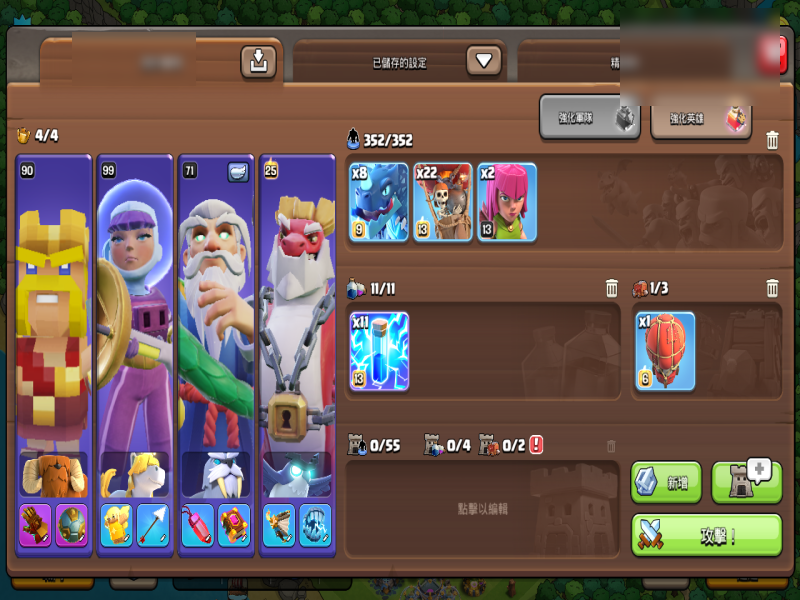 已儲存的設定
精
強化軍隊
強化英雄
4/4
352/352
90
99
71
25
x8
9
x22
13
x2
13
11/11
1/3
x11
13
x1
6
0/55
0/4
0/2
!
點擊以編輯
新增
攻擊！